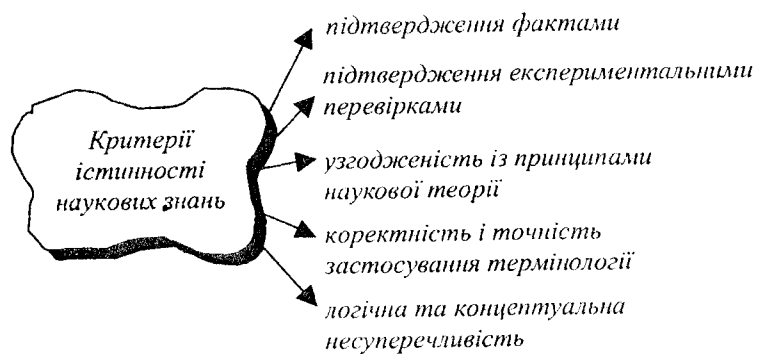 підтвердження фактами
підтвердження експериментальними
перевірками
Критерії
істинності
наукових знань
узгодженість із принципами
наукової теорії
коректність і точність
застосування термінології
логічна та концептуальна
несуперечливість